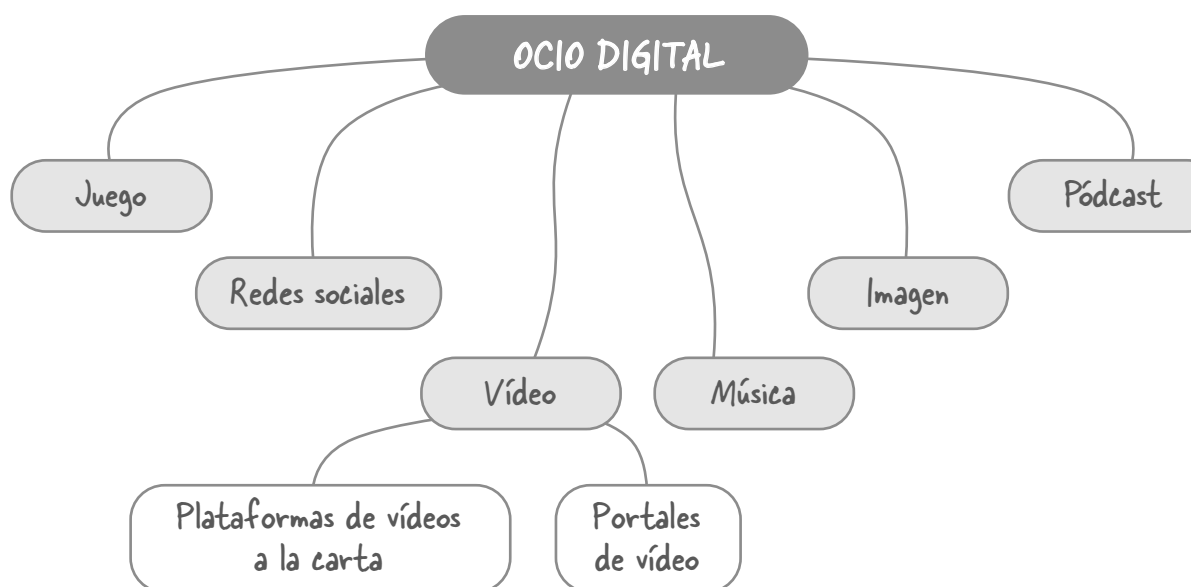 OCIO DIGITAL
Juego
Pódcast
Redes sociales
Imagen
Vídeo
Música
Plataformas de vídeos
a la carta
Portales
de vídeo